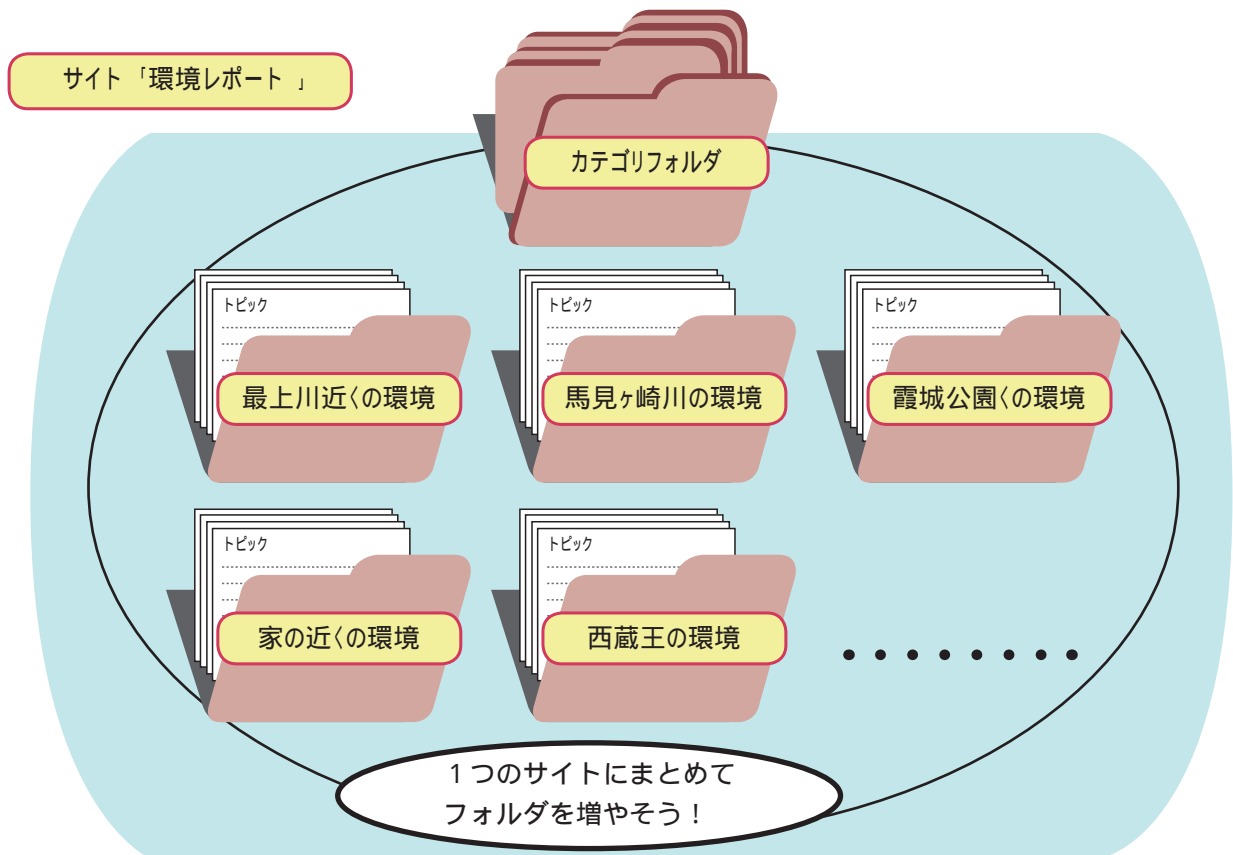 サイト「環境レポート 」
カテゴリフォルダ
トピック
トピック
トピック
最上川近くの環境
馬見ヶ崎川の環境
霞城公園くの環境
トピック
トピック
家の近くの環境
西蔵王の環境
・・・・・・・・
１つのサイトにまとめて
フォルダを増やそう！